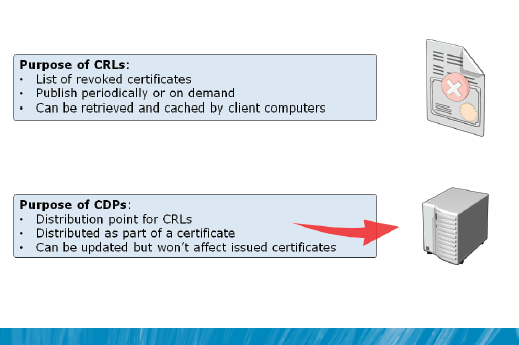 Purpose of CRLs:
• List of revoked certificates
• Publish periodically or on demand
• Can be retrieved and cached by client computers
Purpose of CDPs:
• Distribution point for CRLs
• Distributed as part of a certificate
• Can be updated but won't affect issued certificates